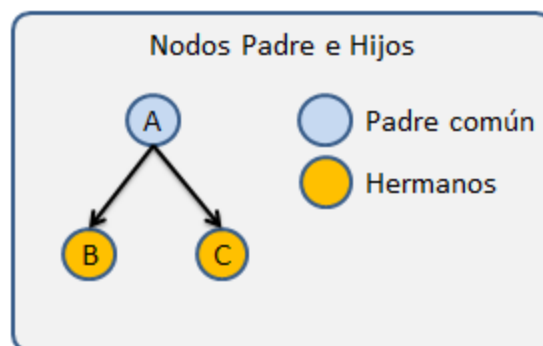 Nodos Padre e Hijos
A
Padre común
Hermanos
B
C